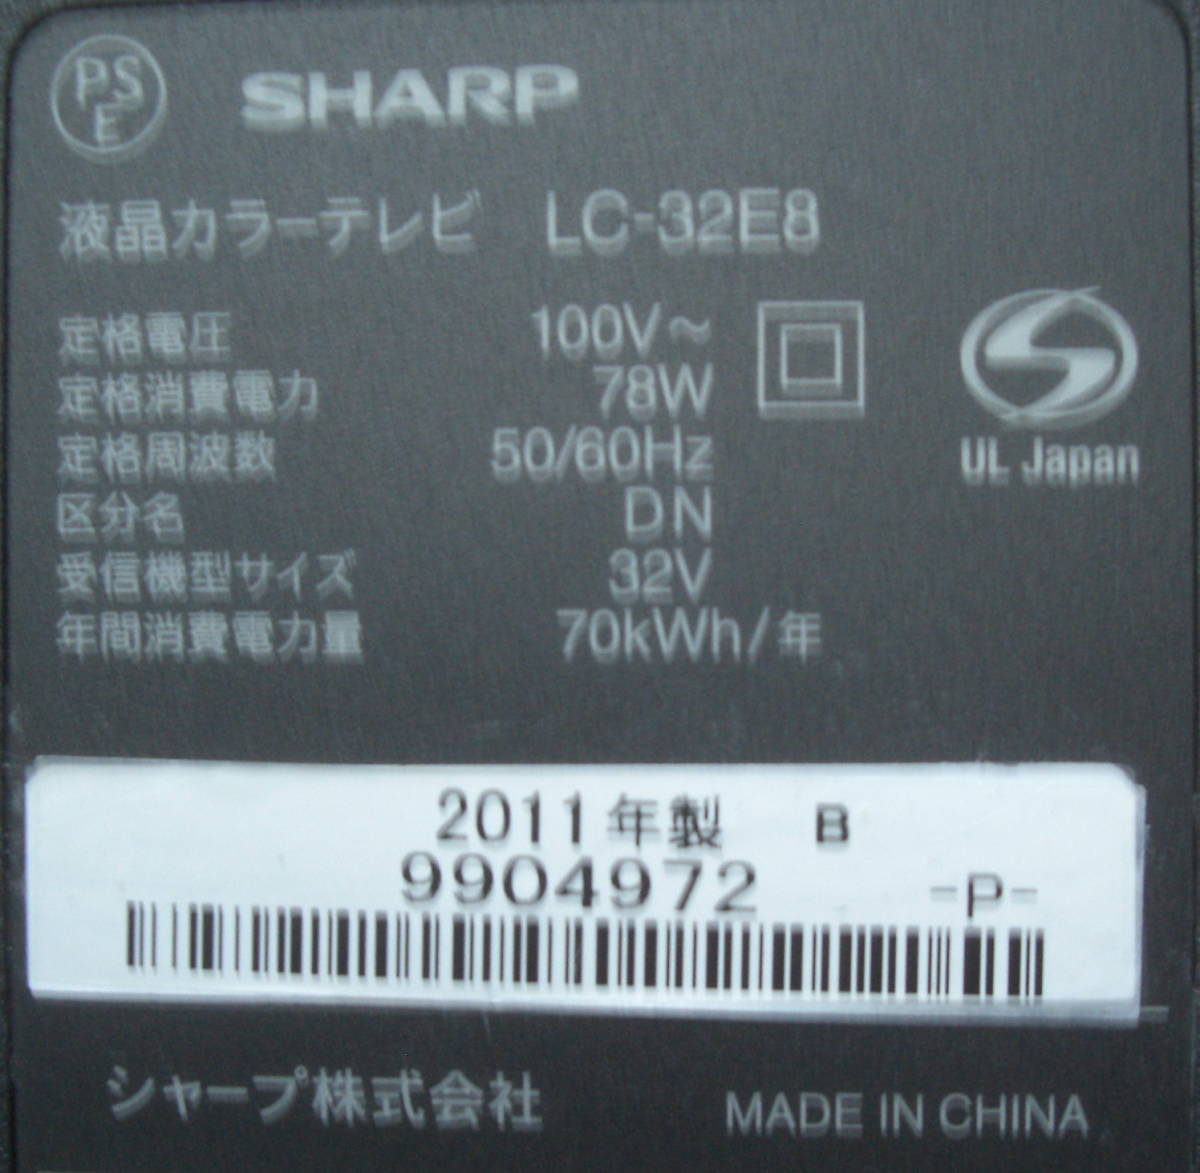 PSE SHARP
液晶カラーテレビ LC-32E8
定格電圧 100V～
定格消費電力 78W
定格周波数 50/60Hz
UL Japan
区分名 DN
受信機型サイズ 32V
年間消費電力量 70kWh/年
2011年製 B
9904972 -P-
シャープ株式会社 MADE IN CHINA